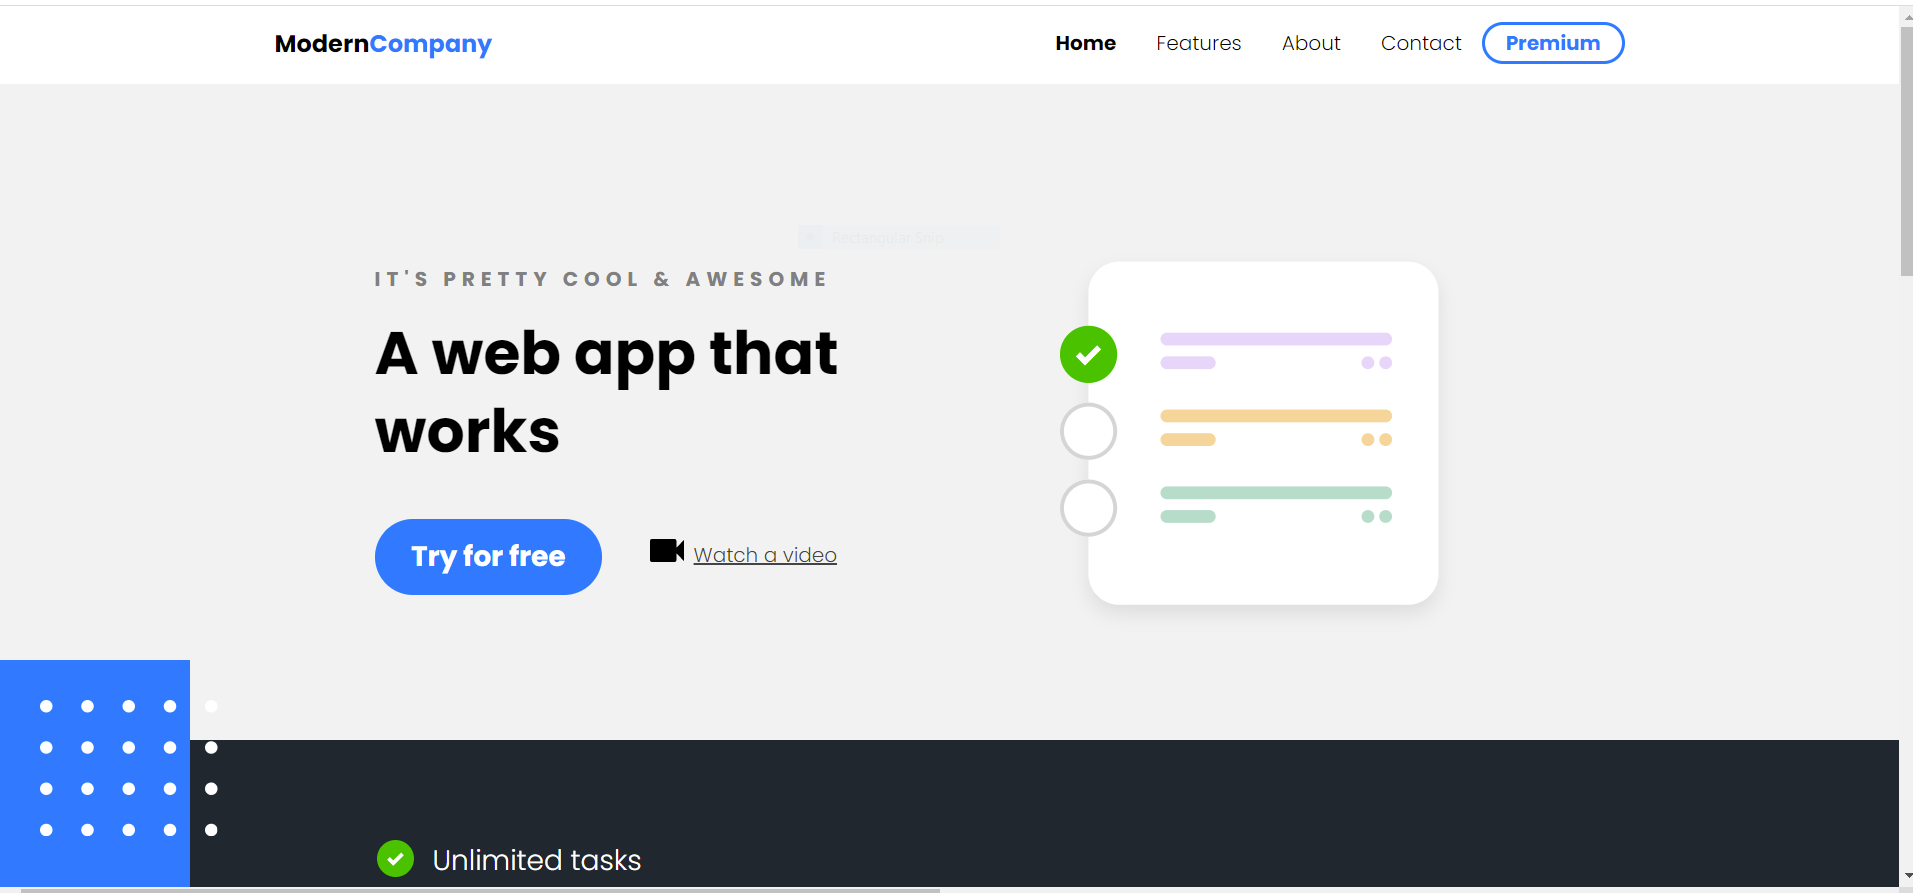 ModernCompany
Home Features About Contact Premium
Rectangular Snip
IT'S PRETTY COOL & AWESOME
A web app that
works
Try for free
Watch a video
Unlimited tasks